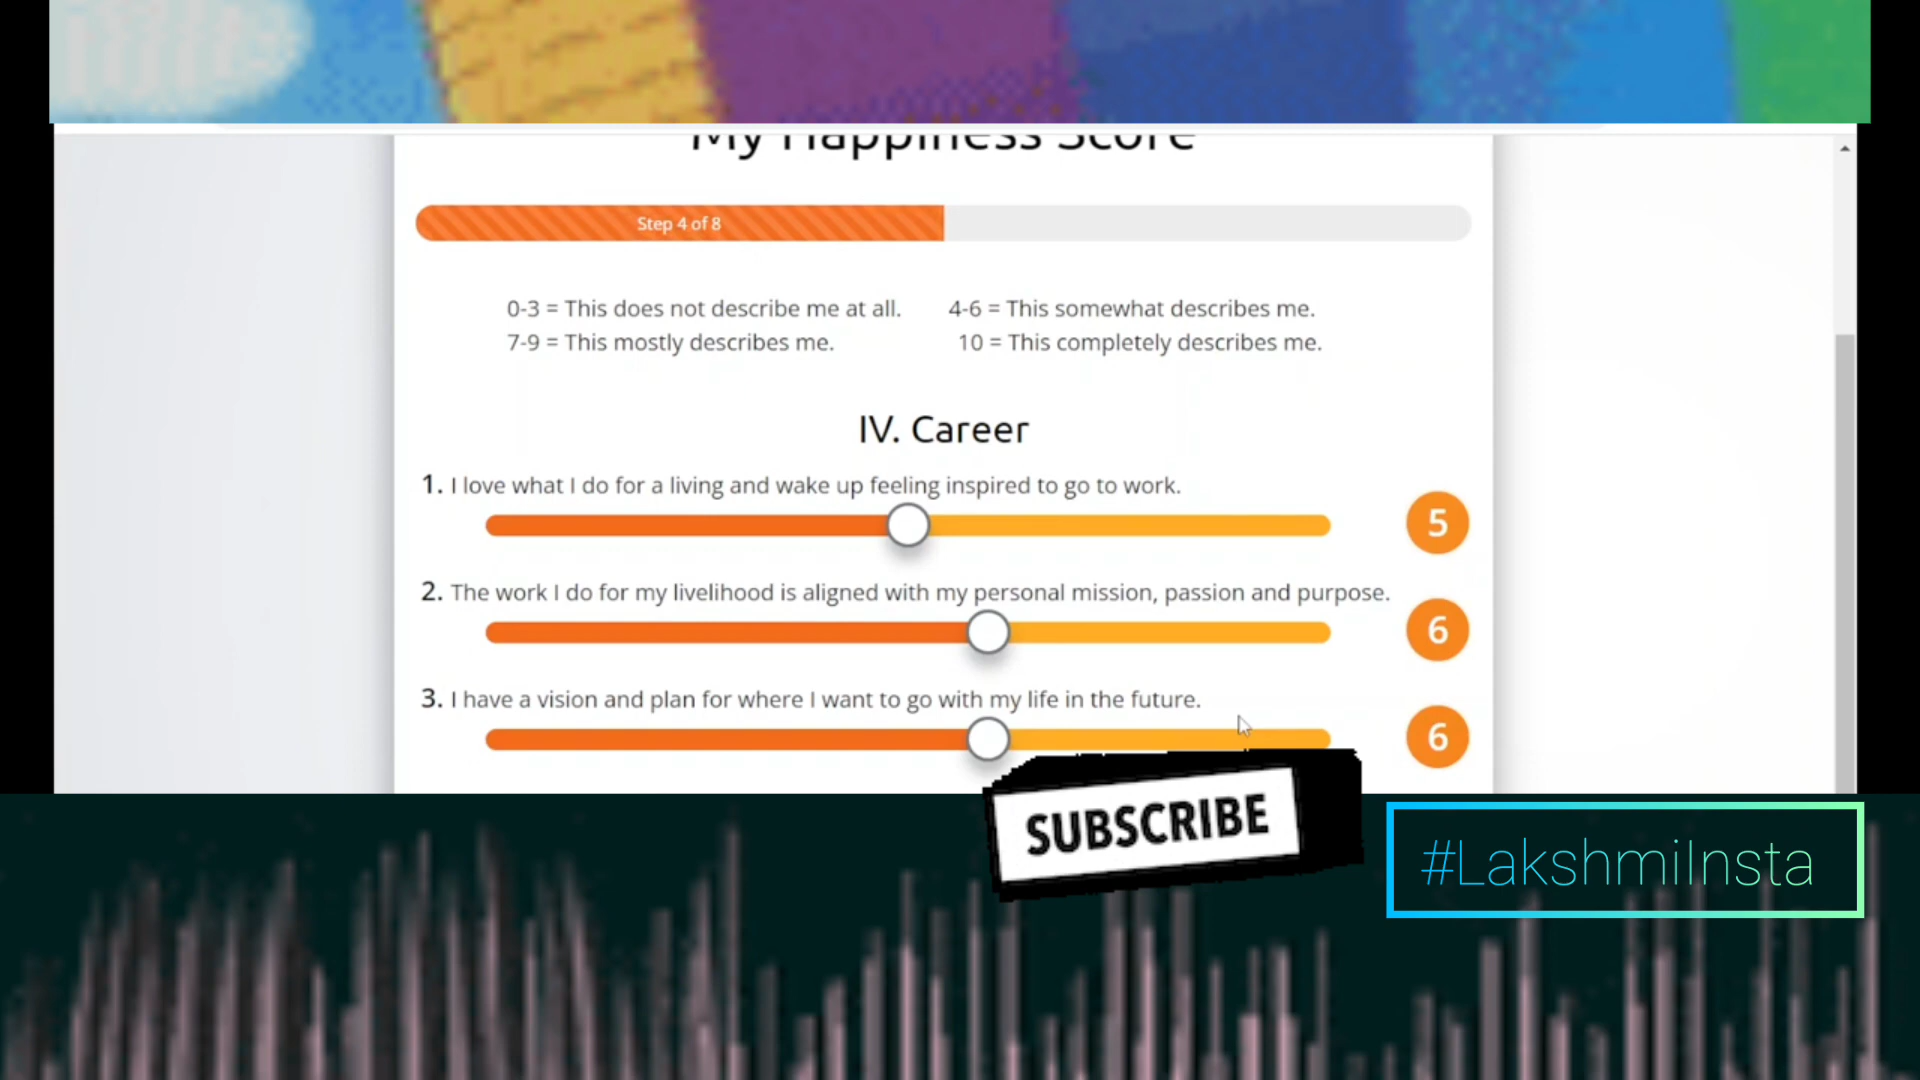 My Happiness Score
Step 4 of 8
0-3 = This does not describe me at all. 4-6 = This somewhat describes me.
7-9 = This mostly describes me. 10 = This completely describes me.
IV. Career
1. I love what I do for a living and wake up feeling inspired to go to work.
5
2. The work I do for my livelihood is aligned with my personal mission, passion and purpose.
6
3. I have a vision and plan for where I want to go with my life in the future.
6
SUBSCRIBE
#LakshmiInsta